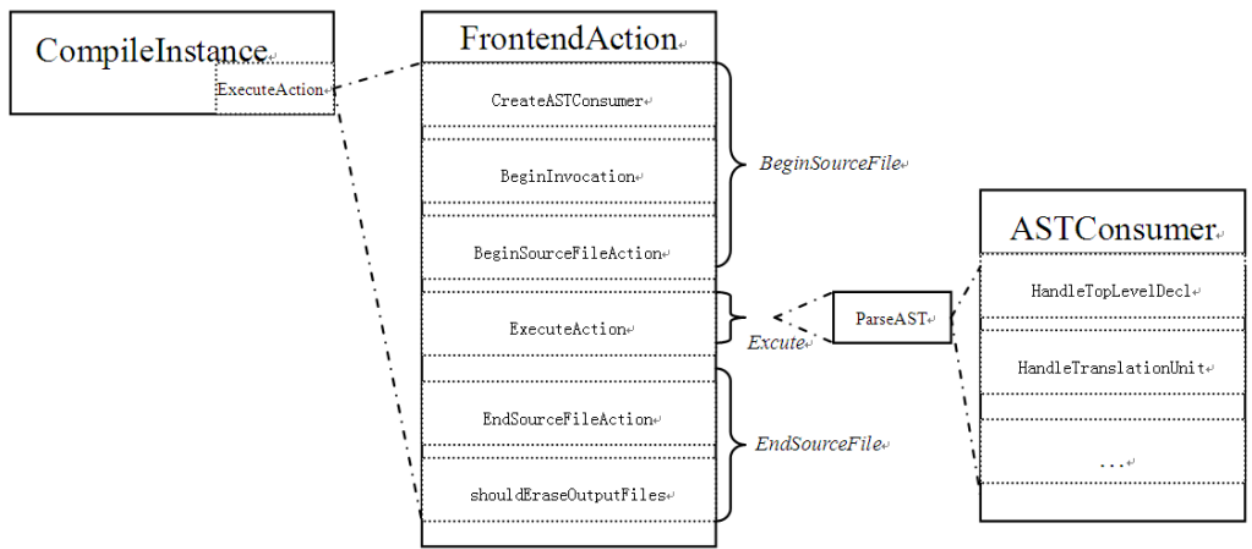 CompileInstance
ExecuteAction
FrontendAction
CreateASTConsumer
BeginInvocation
BeginSourceFileAction
BeginSourceFile
ExecuteAction
Excute
ParseAST
EndSourceFileAction
shouldEraseOutputFiles
EndSourceFile
ASTConsumer
HandleTopLevelDecl
HandleTranslationUnit
...